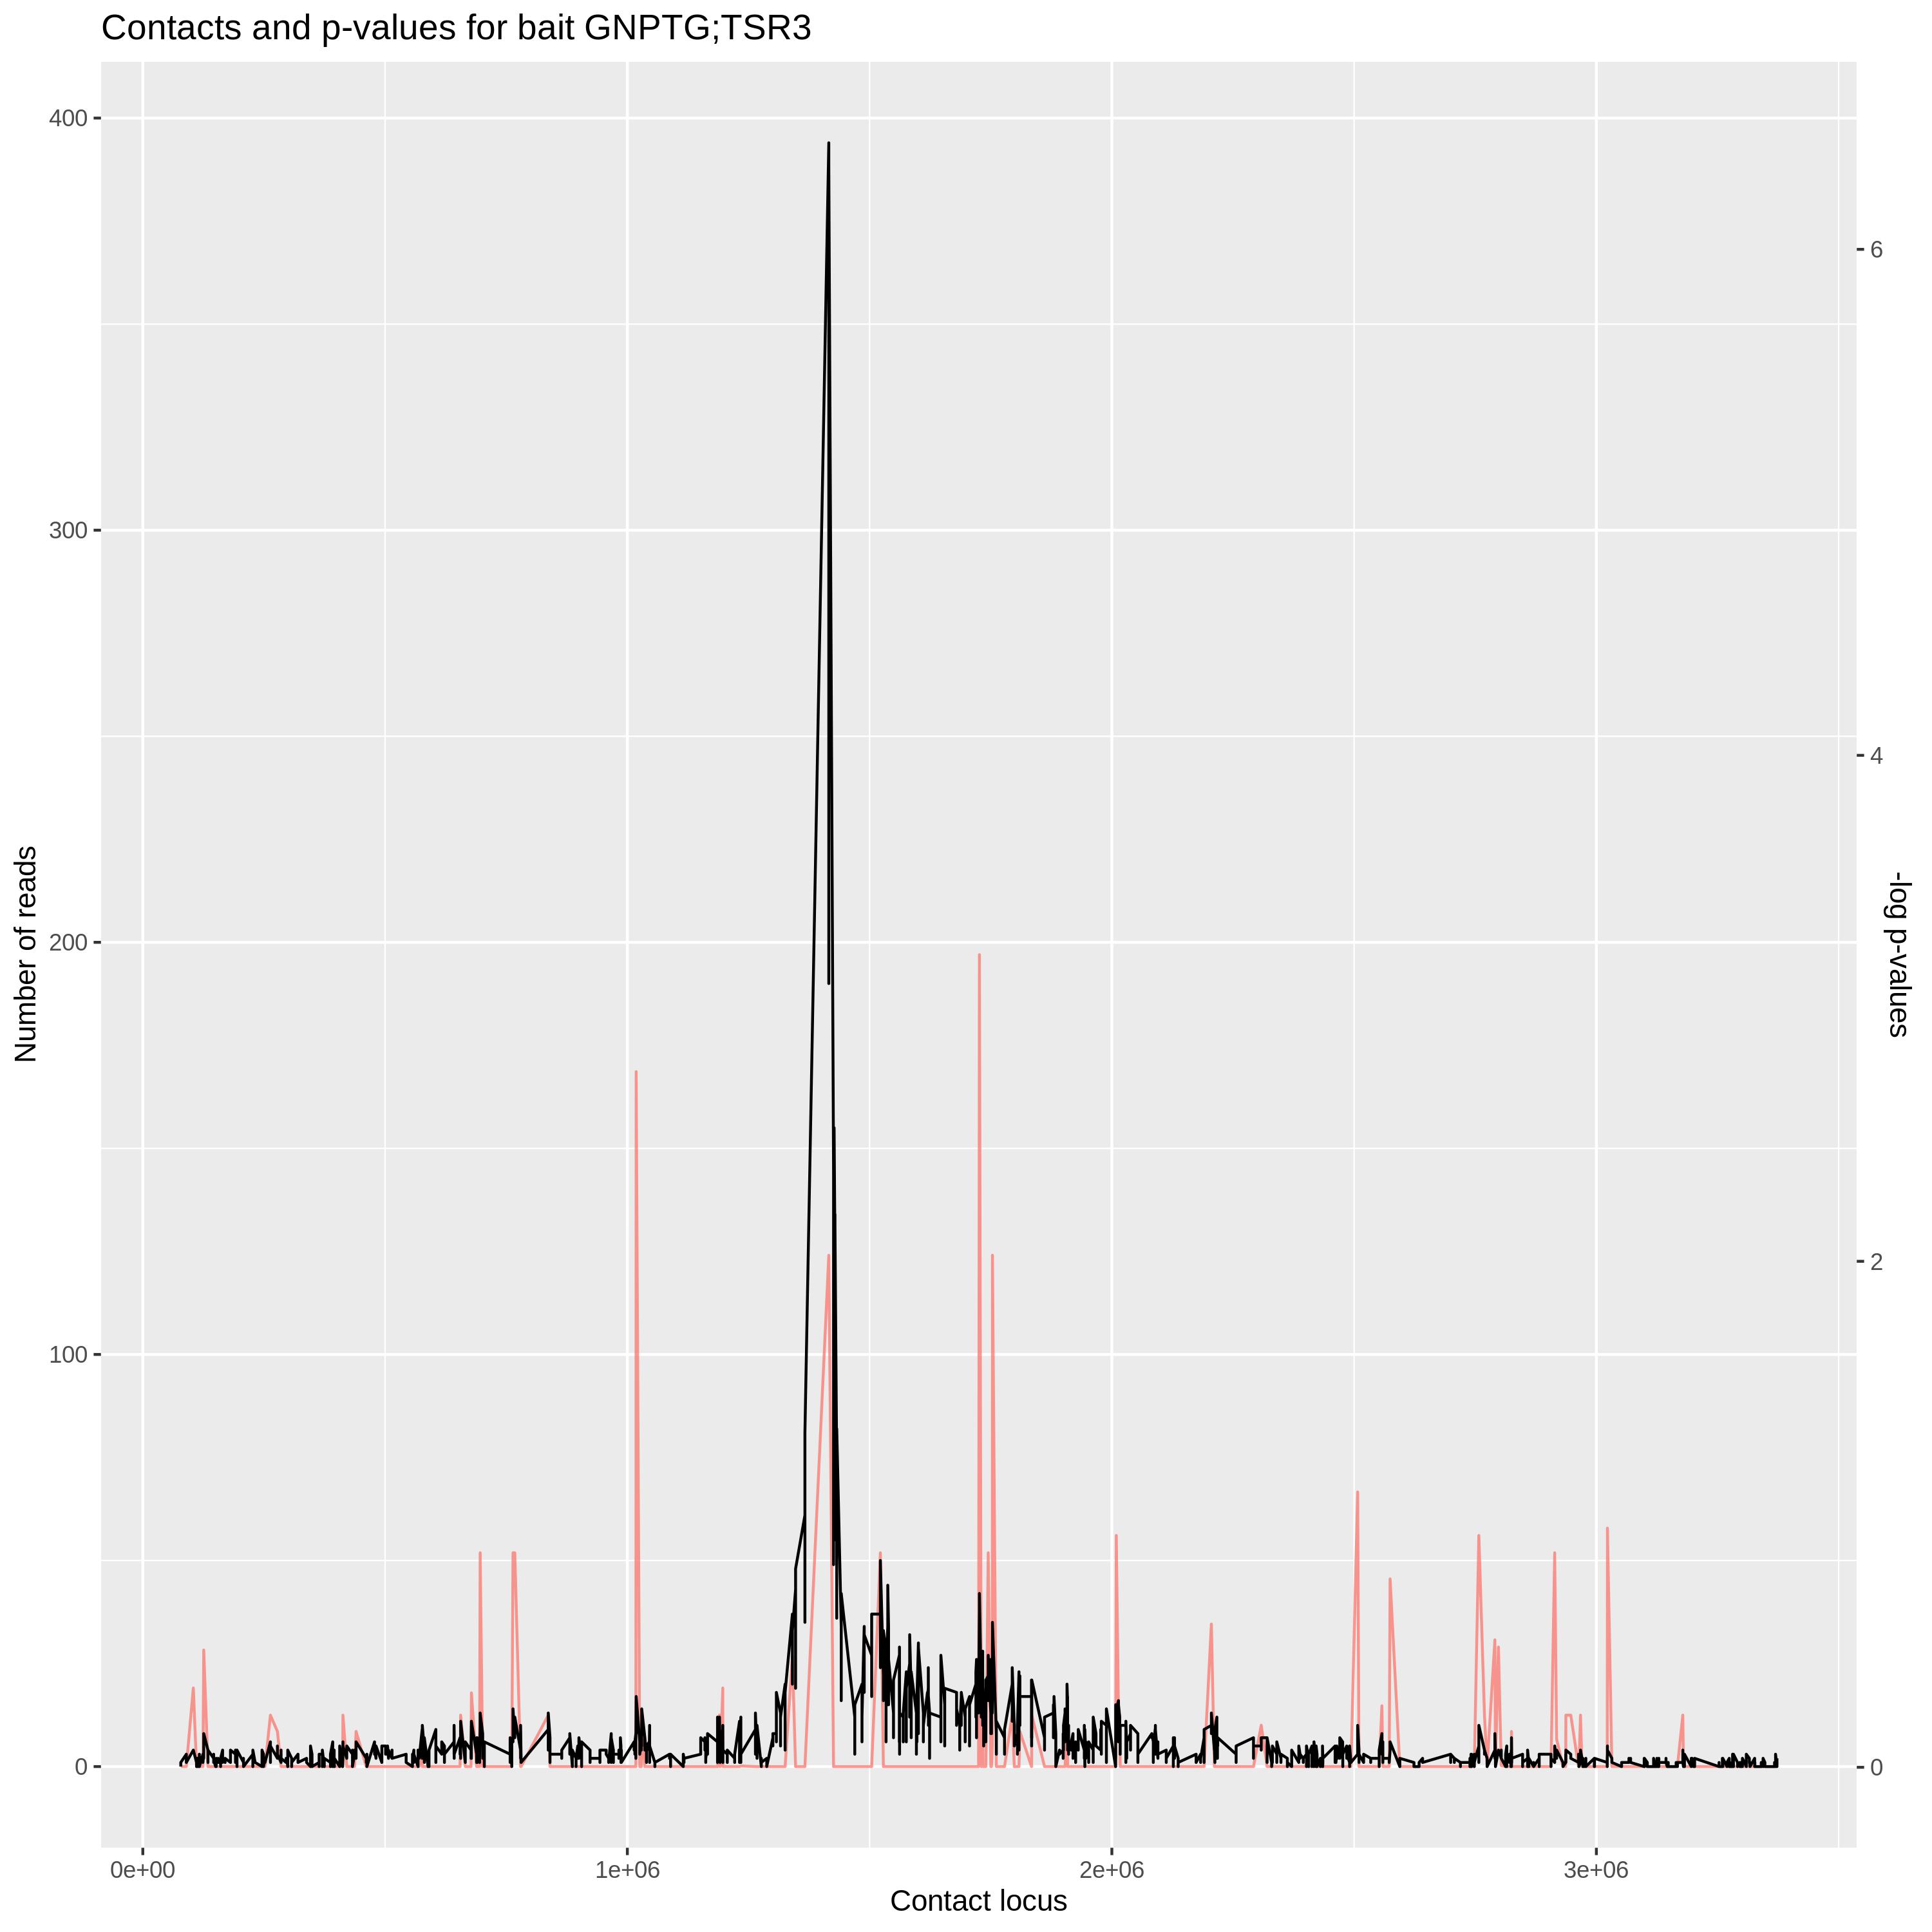 Contacts and p-values for bait GNPTG;TSR3
400
300
200
100
0
Number of reads
6
4
2
0
-log p-values
0e+00 1e+06 2e+06 3e+06
Contact locus